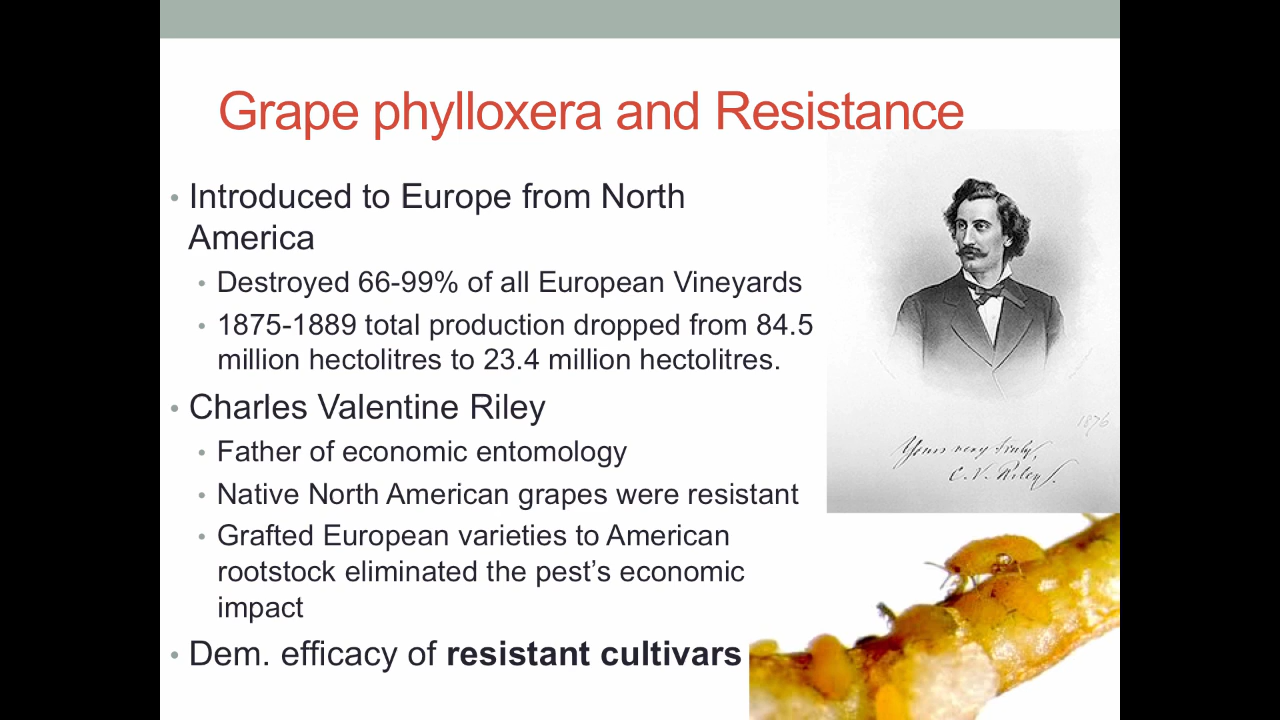 Grape phylloxera and Resistance
• Introduced to Europe from North
America
• Destroyed 66-99% of all European Vineyards
• 1875-1889 total production dropped from 84.5
million hectolitres to 23.4 million hectolitres.
• Charles Valentine Riley
• Father of economic entomology
• Native North American grapes were resistant
• Grafted European varieties to American
rootstock eliminated the pest’s economic
impact
• Dem. efficacy of resistant cultivars
1876
Yours very truly,
C. V. Riley.